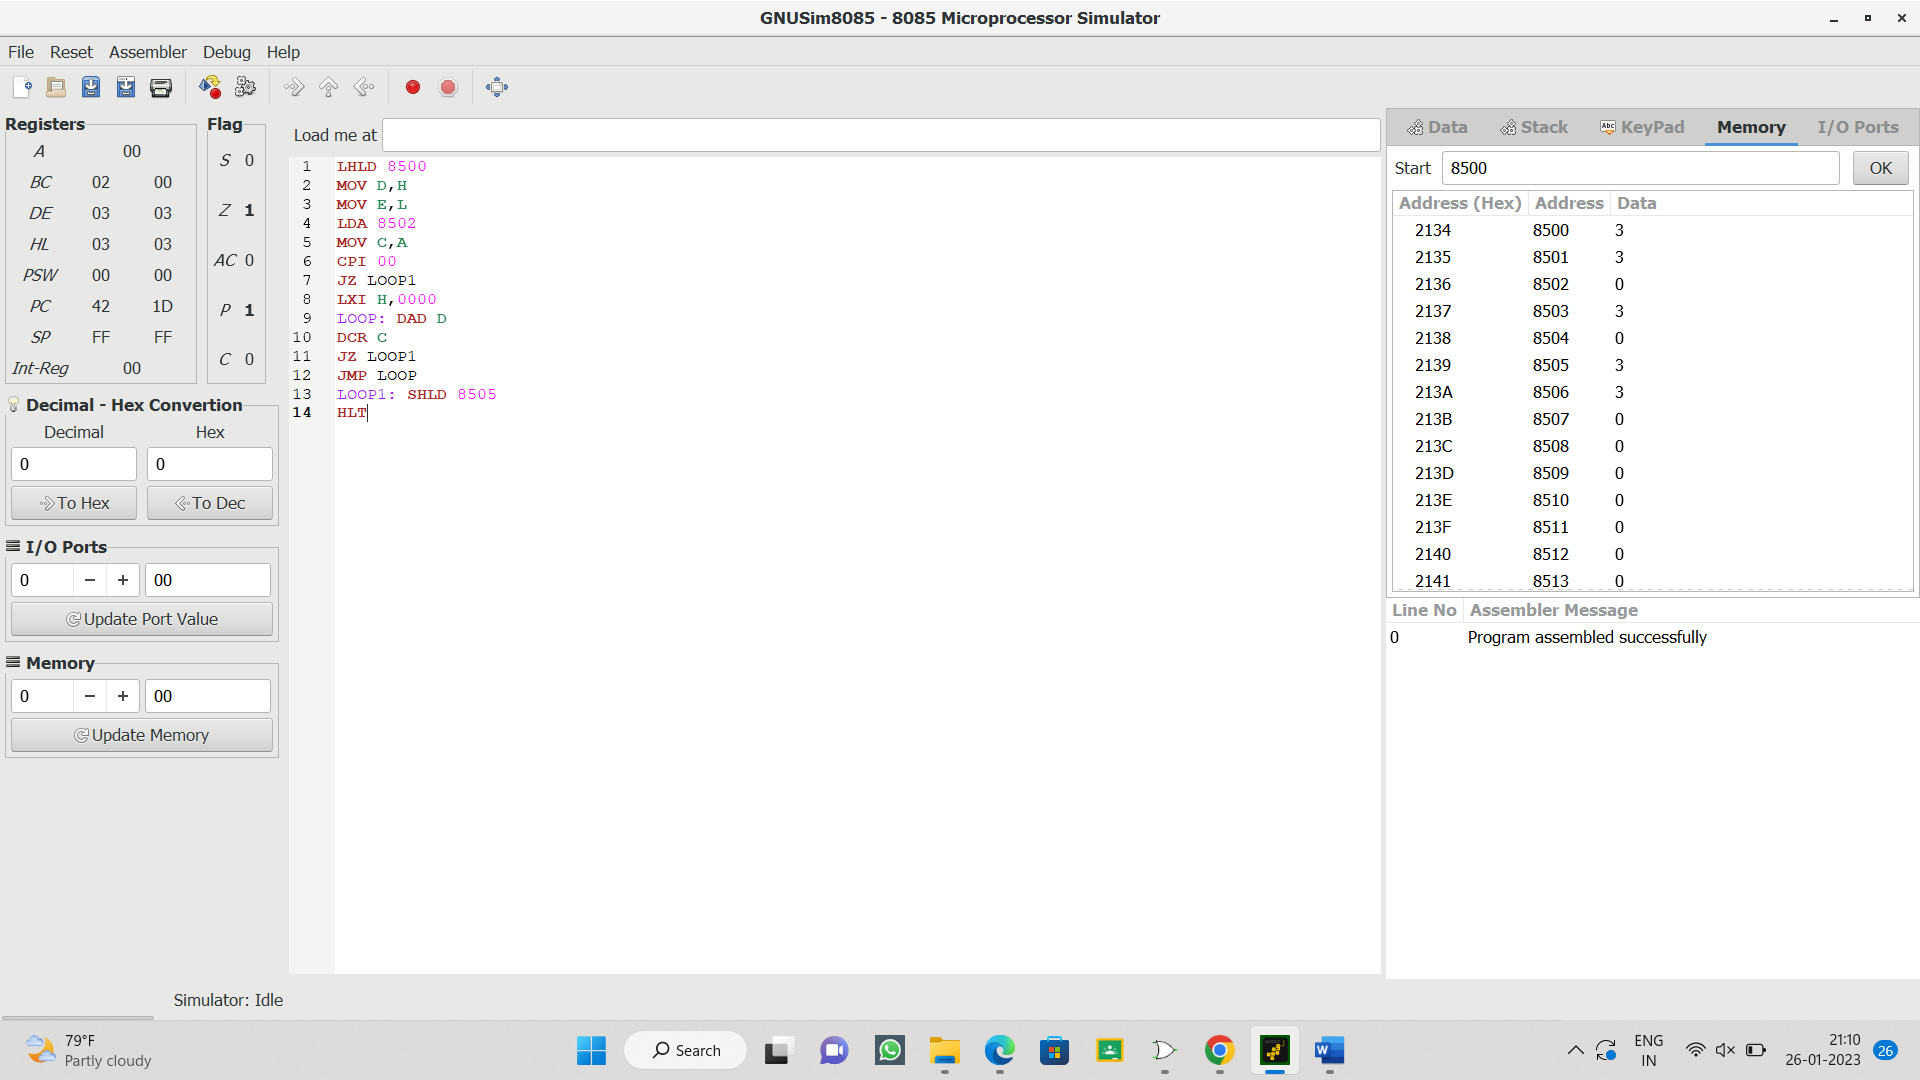 GNUSim8085 - 8085 Microprocessor Simulator
File Reset Assembler Debug Help
Registers
A 00
BC 02 00
DE 03 03
HL 03 03
PSW 00 00
PC 42 1D
SP FF FF
Int-Reg 00
Flag
S 0
Z 1
AC 0
P 1
C 0
Decimal - Hex Convertion
Decimal Hex
0 0
To Hex To Dec
I/O Ports
0 − + 00
Update Port Value
Memory
0 − + 00
Update Memory
Load me at
1 LHLD 8500
2 MOV D,H
3 MOV E,L
4 LDA 8502
5 MOV C,A
6 CPI 00
7 JZ LOOP1
8 LXI H,0000
9 LOOP: DAD D
10 DCR C
11 JZ LOOP1
12 JMP LOOP
13 LOOP1: SHLD 8505
14 HLT
Data Stack Abc KeyPad Memory I/O Ports
Start 8500 OK
Address (Hex) Address Data
2134 8500 3
2135 8501 3
2136 8502 0
2137 8503 3
2138 8504 0
2139 8505 3
213A 8506 3
213B 8507 0
213C 8508 0
213D 8509 0
213E 8510 0
213F 8511 0
2140 8512 0
2141 8513 0
Line No Assembler Message
0 Program assembled successfully
Simulator: Idle
79°F
Partly cloudy
Search
W
ENG
IN
21:10
26-01-2023
26